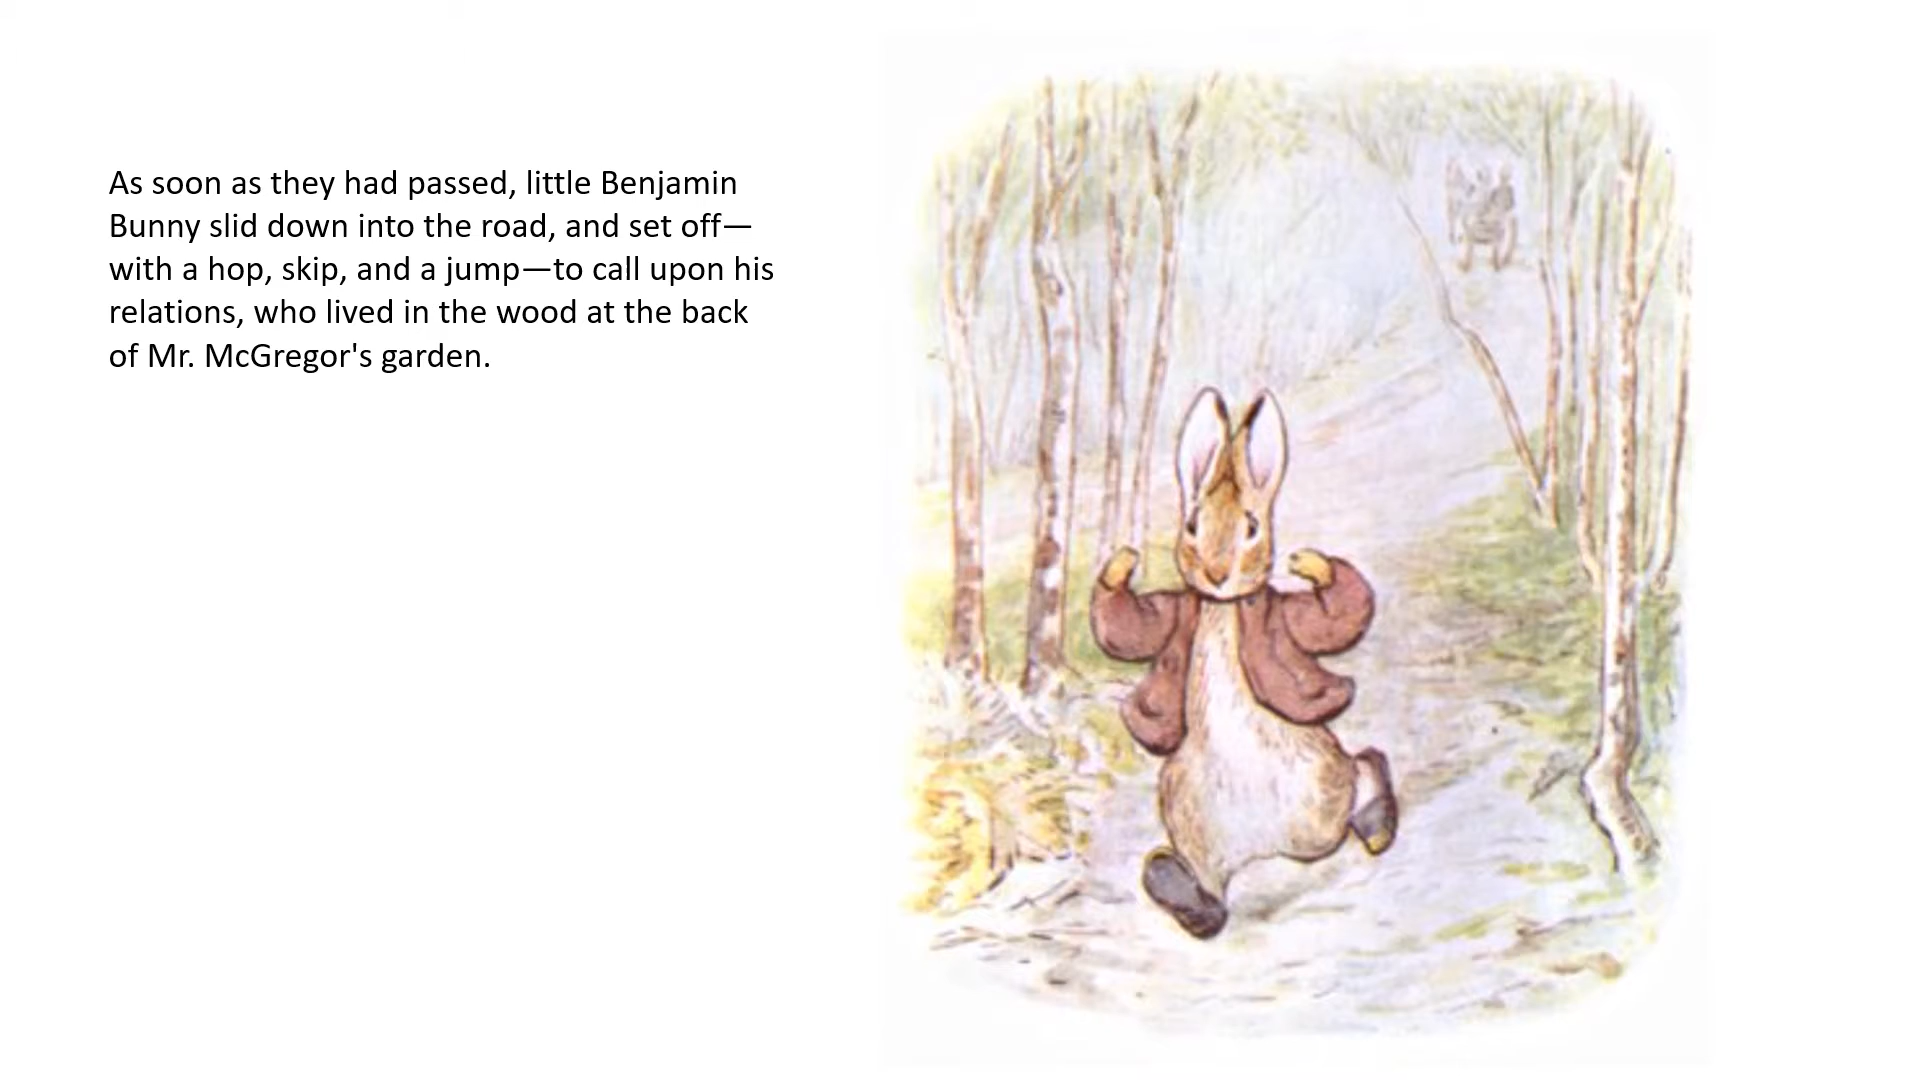 As soon as they had passed, little Benjamin
Bunny slid down into the road, and set off—
with a hop, skip, and a jump—to call upon his
relations, who lived in the wood at the back
of Mr. McGregor's garden.